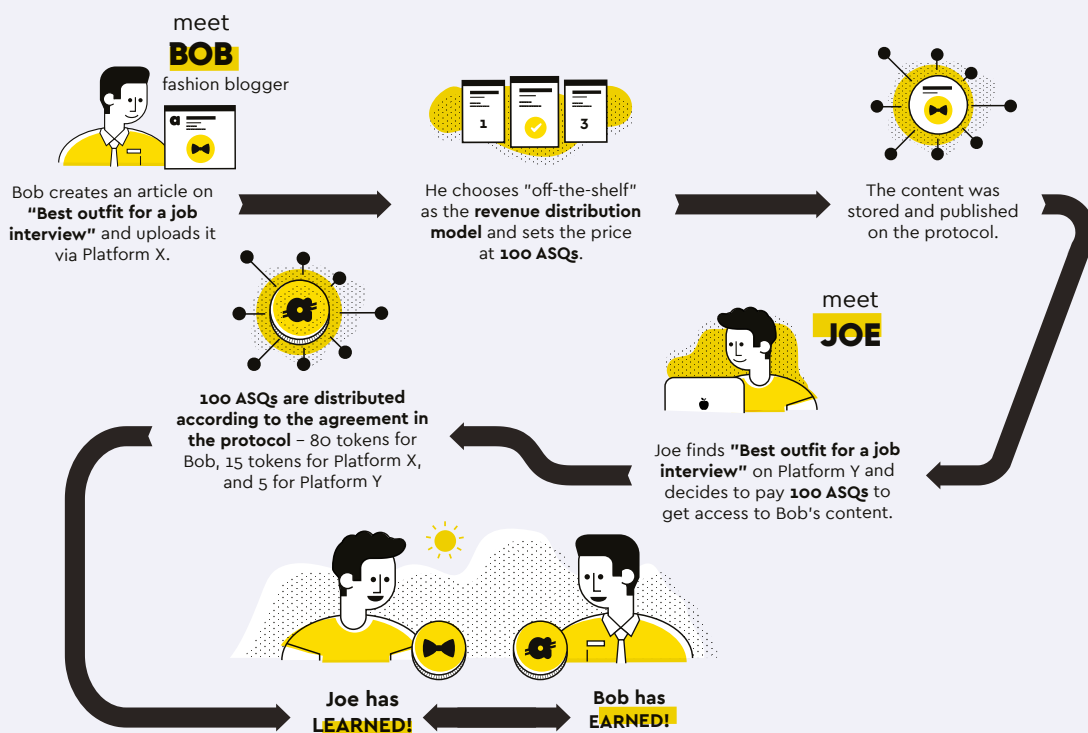 meet
BOB
fashion blogger
a
Bob creates an article on
“Best outfit for a job
interview” and uploads it
via Platform X.
1
3
He chooses "off-the-shelf"
as the revenue distribution
model and sets the price
at 100 ASQs.
The content was
stored and published
on the protocol.
meet
JOE
Joe finds "Best outfit for a job
interview" on Platform Y and
decides to pay 100 ASQs to
get access to Bob's content.
a
100 ASQs are distributed
according to the agreement in
the protocol – 80 tokens for
Bob, 15 tokens for Platform X,
and 5 for Platform Y
a
Joe has
LEARNED!
Bob has
EARNED!